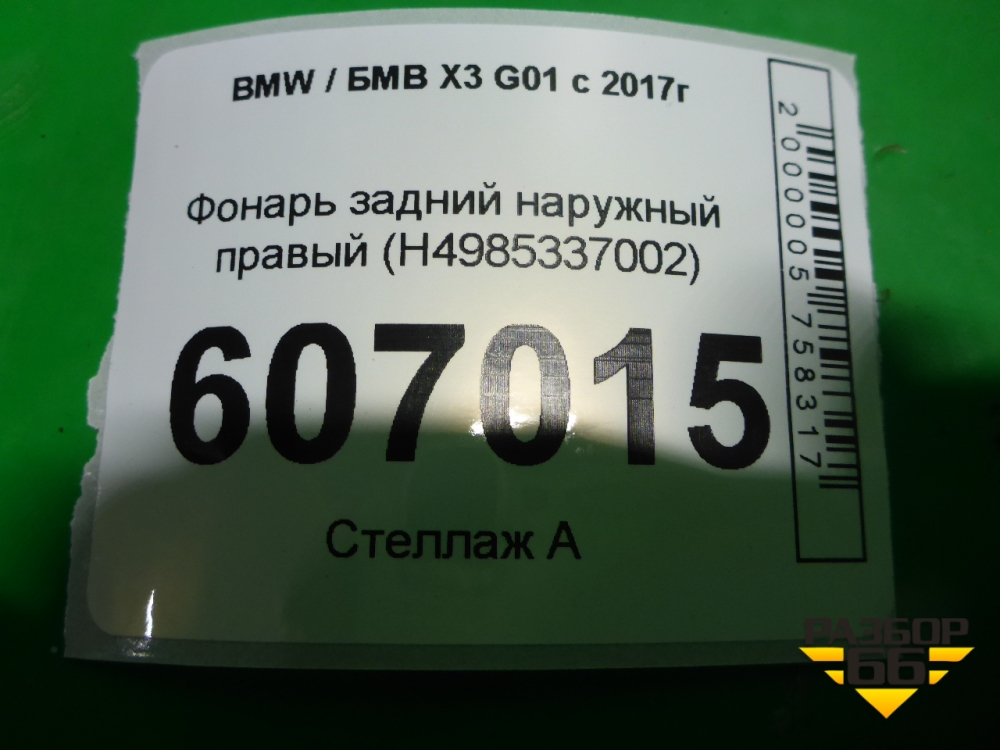 BMW / БМВ X3 G01 с 2017г
Фонарь задний наружный
правый (H4985337002)
607015
Стеллаж А
2000005758317
РАЗБОР
66